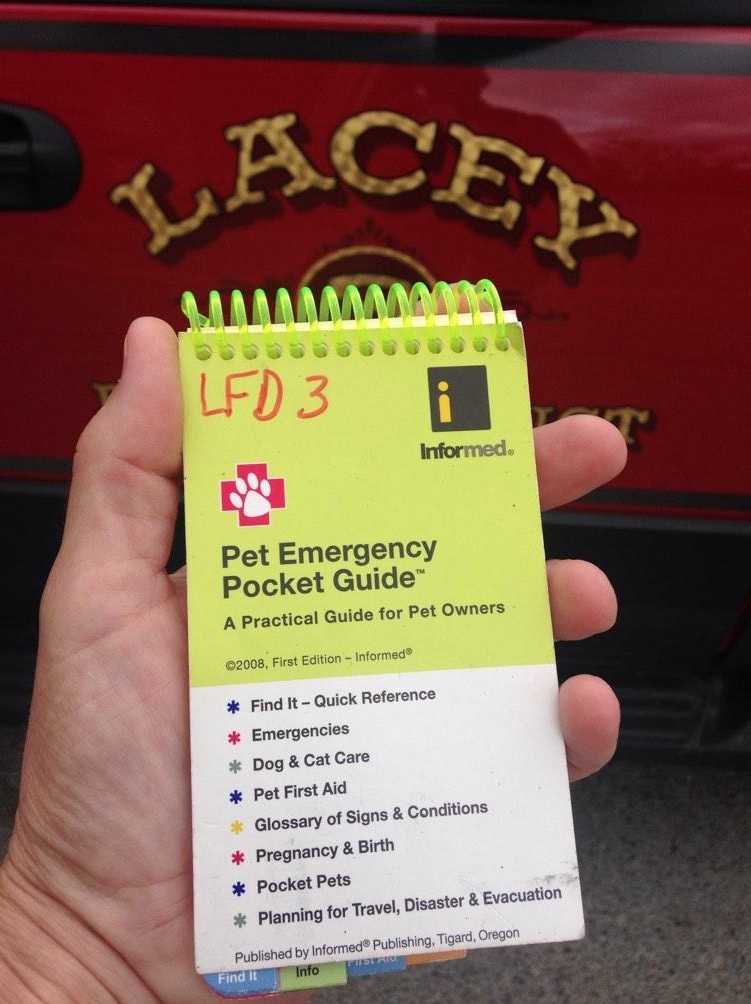 LACEY
LFD 3
i
Informed®
Pet Emergency
Pocket Guide™
A Practical Guide for Pet Owners
©2008, First Edition – Informed®
* Find It – Quick Reference
* Emergencies
* Dog & Cat Care
* Pet First Aid
* Glossary of Signs & Conditions
* Pregnancy & Birth
* Pocket Pets
* Planning for Travel, Disaster & Evacuation
Published by Informed® Publishing, Tigard, Oregon
Find It
Info
First Aid